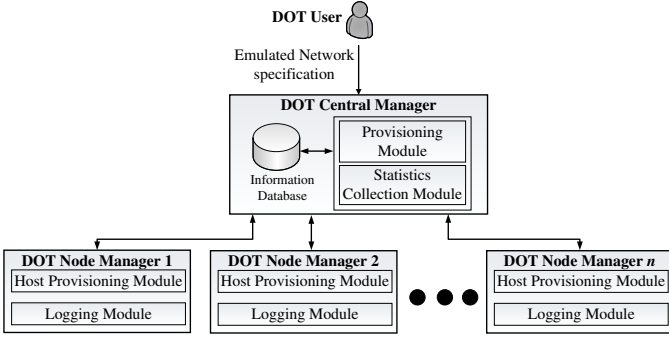 DOT User
Emulated Network
specification
DOT Central Manager
Provisioning
Module
Statistics
Collection Module
Information
Database
DOT Node Manager 1
Host Provisioning Module
Logging Module
DOT Node Manager 2
Host Provisioning Module
Logging Module
DOT Node Manager n
Host Provisioning Module
Logging Module